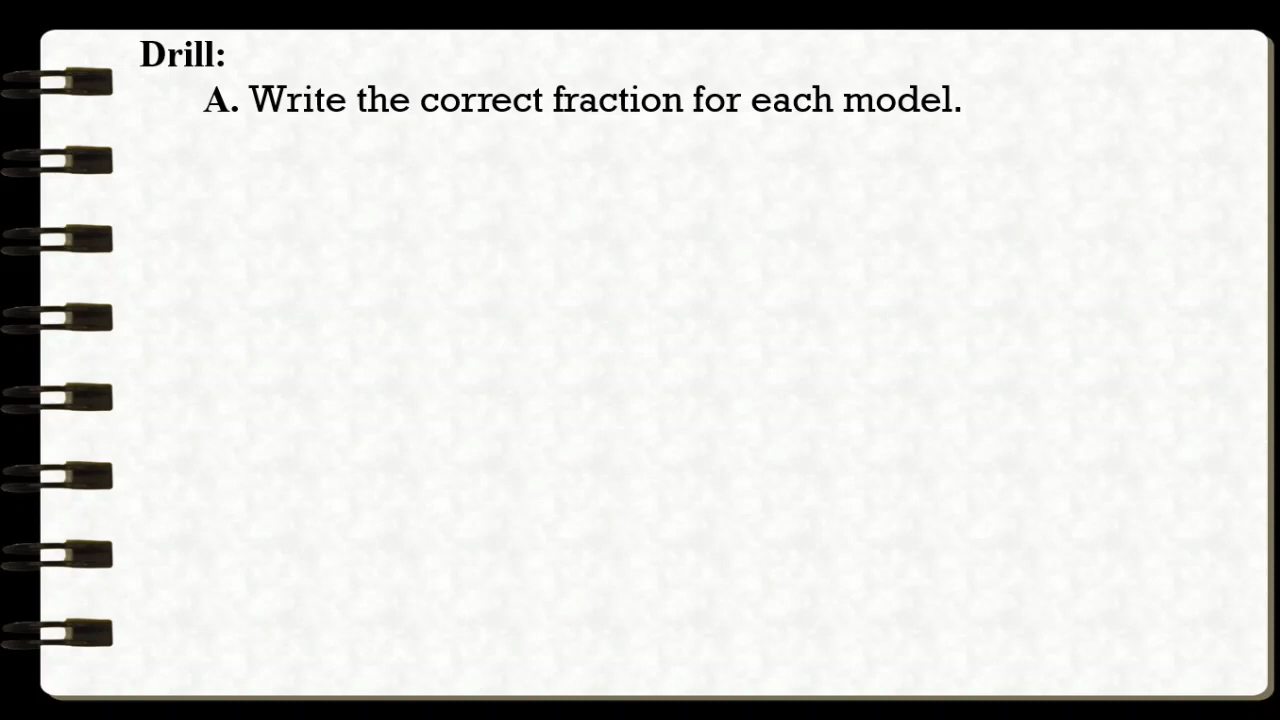 Drill:
A. Write the correct fraction for each model.